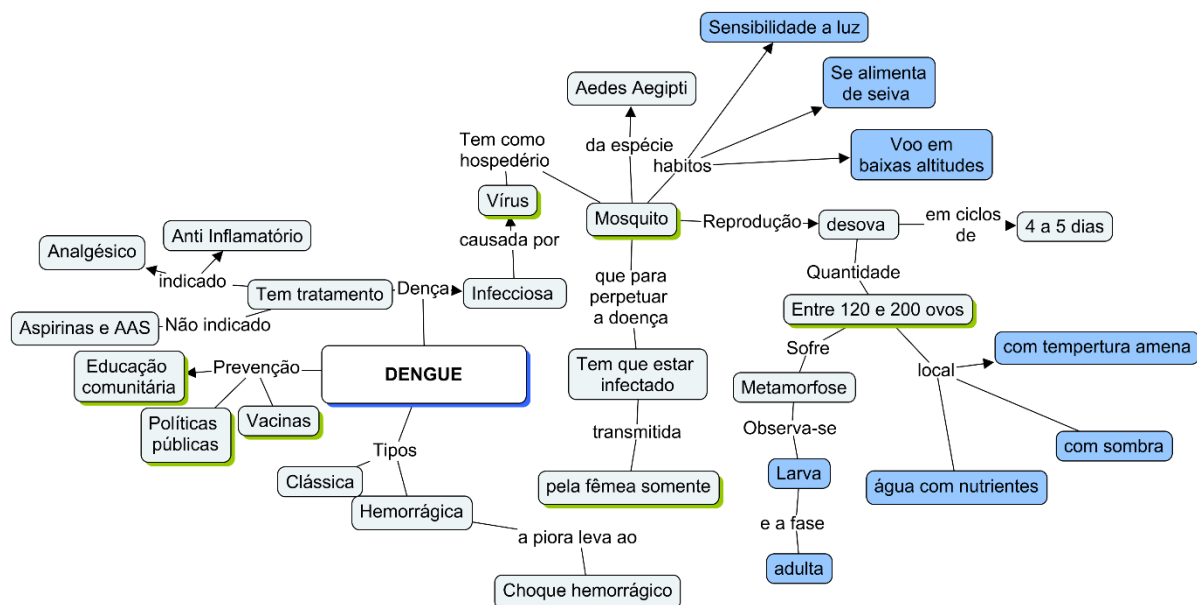 Sensibilidade a luz
Aedes Aegipti
Se alimenta
de seiva
Tem como
hospedério
da espécie
habitos
Voo em
baixas altitudes
Vírus
Mosquito
Reprodução
desova
em ciclos
de
4 a 5 dias
Anti Inflamatório
Analgésico
indicado
causada por
Tem tratamento
Dença
Infecciosa
que para
perpetuar
a doença
Quantidade
Entre 120 e 200 ovos
Aspirinas e AAS
Não indicado
Educação
comunitária
Prevenção
DENGUE
Tem que estar
infectado
Sofre
local
com tempertura amena
Metamorfose
Políticas
públicas
Vacinas
transmitida
Observa-se
com sombra
Tipos
Clássica
Hemorrágica
pela fêmea somente
Larva
água com nutrientes
e a fase
a piora leva ao
adulta
Choque hemorrágico